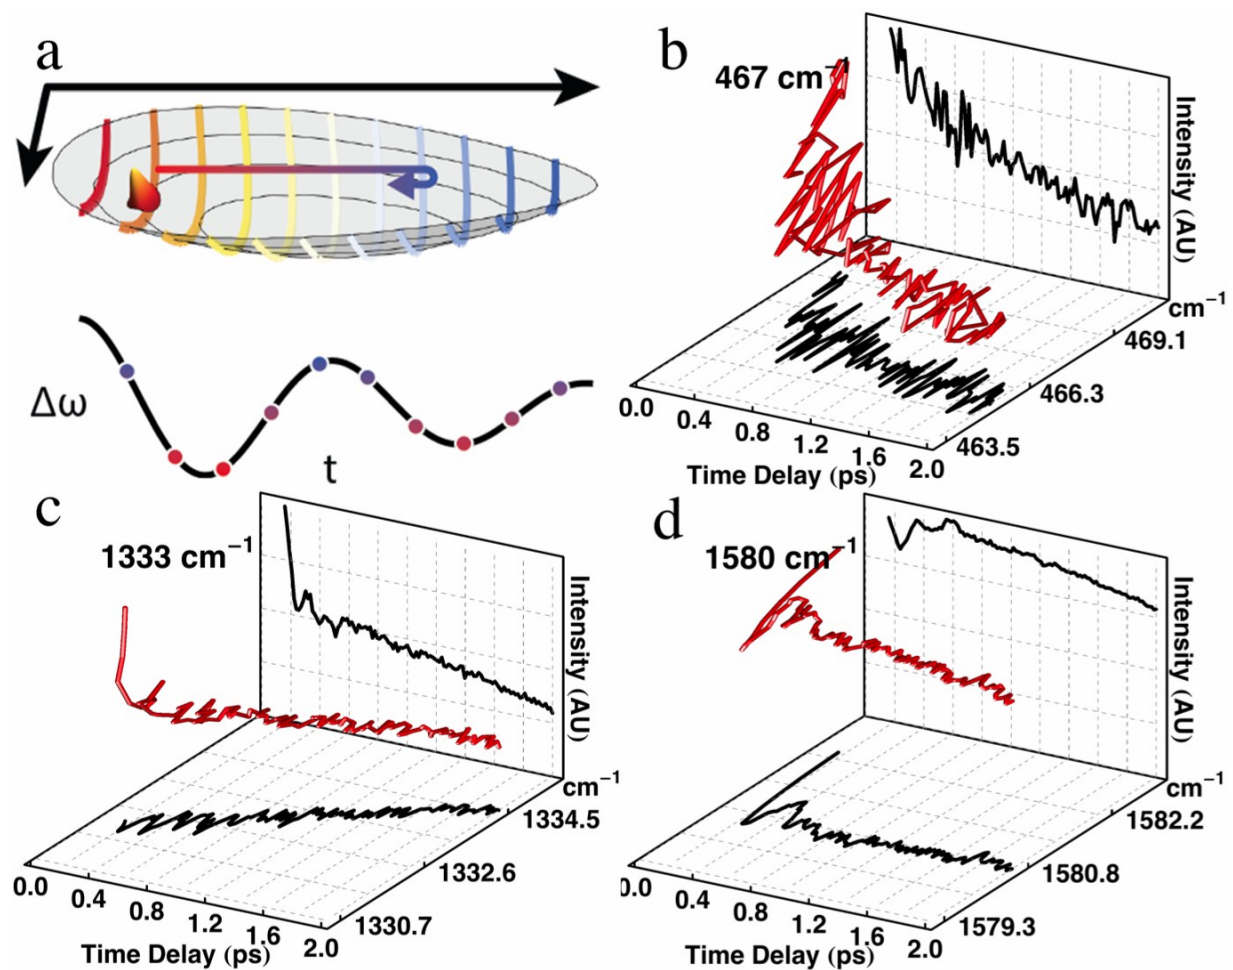 a
Δω
t
b
467 cm⁻¹
Intensity (AU)
cm⁻¹
469.1
466.3
463.5
0.0
0.4
0.8
1.2
1.6
2.0
Time Delay (ps)
c
1333 cm⁻¹
Intensity (AU)
cm⁻¹
1334.5
1332.6
1330.7
0.0
0.4
0.8
1.2
1.6
2.0
Time Delay (ps)
d
1580 cm⁻¹
Intensity (AU)
cm⁻¹
1582.2
1580.8
1579.3
0.0
0.4
0.8
1.2
1.6
2.0
Time Delay (ps)